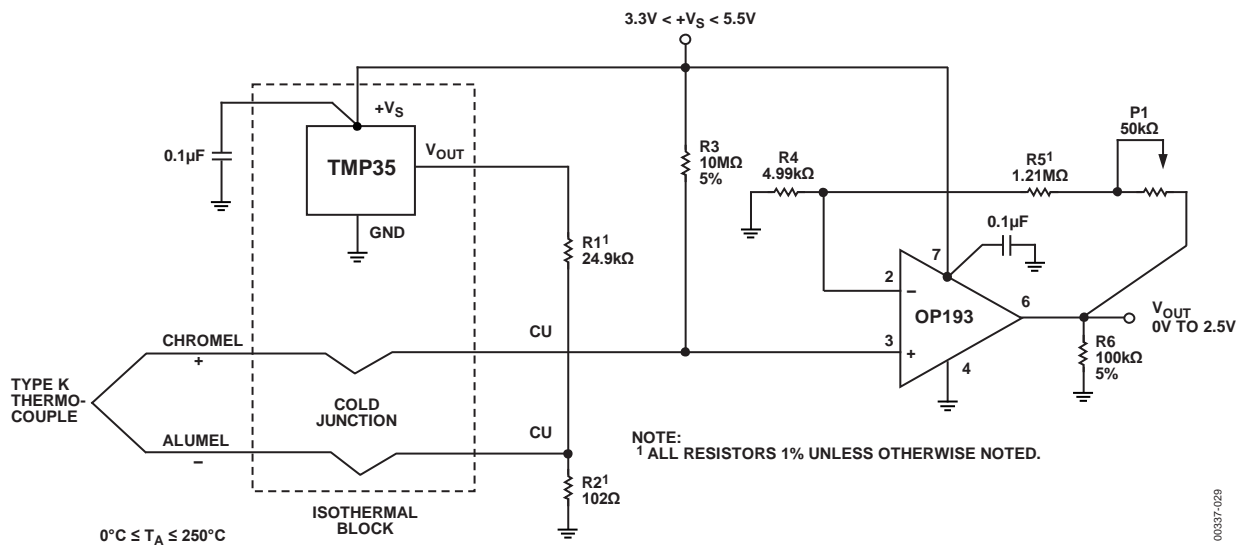 3.3V < +VS < 5.5V
P1
50kΩ
+VS
TMP35
VOUT
0.1µF
GND
R3
10MΩ
5%
R4
4.99kΩ
R5¹
1.21MΩ
R1¹
24.9kΩ
0.1µF
7
2
−
OP193
6
3
+
4
VOUT
0V TO 2.5V
R6
100kΩ
5%
CHROMEL
+
CU
TYPE K
THERMO-
COUPLE
COLD
JUNCTION
ALUMEL
−
CU
R2¹
102Ω
NOTE:
¹ ALL RESISTORS 1% UNLESS OTHERWISE NOTED.
ISOTHERMAL
BLOCK
0°C ≤ TA ≤ 250°C
00337-029